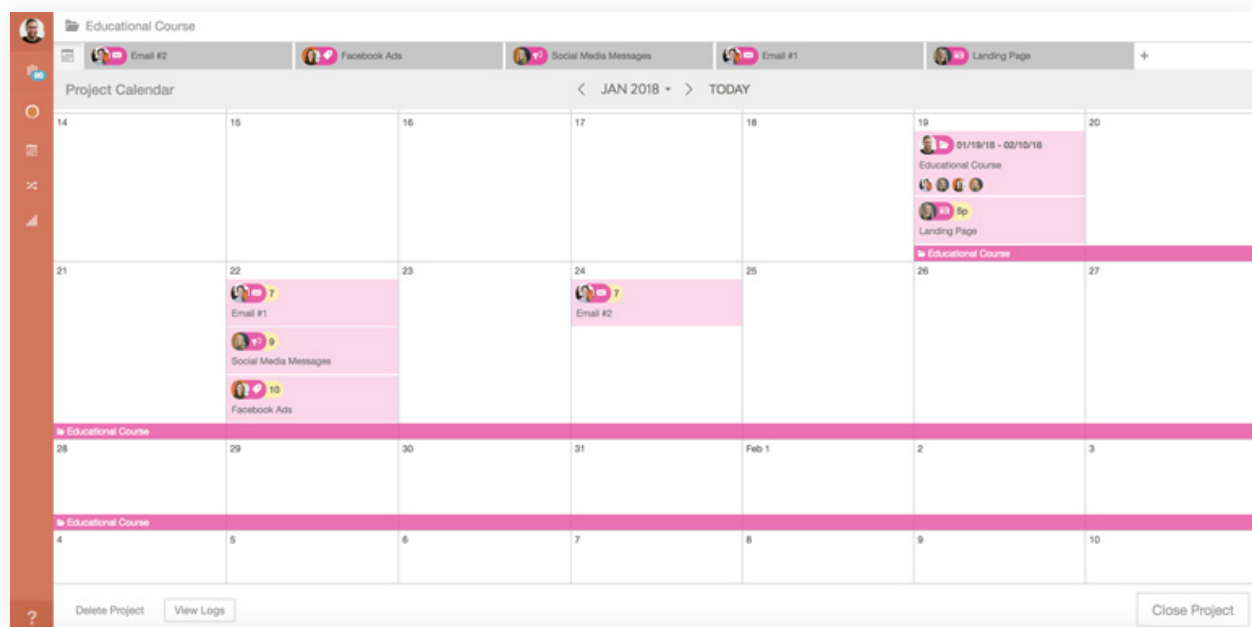 Educational Course
Email #2
Facebook Ads
Social Media Messages
Email #1
Landing Page
+
Project Calendar
< JAN 2018 > TODAY
14 15 16 17 18 19 20
01/19/18 - 02/10/18
Educational Course
5p
Landing Page
Educational Course
21 22 23 24 25 26 27
7
Email #1
7
Email #2
9
Social Media Messages
10
Facebook Ads
Educational Course
28 29 30 31 Feb 1 2 3
Educational Course
4 5 6 7 8 9 10
? Delete Project View Logs Close Project